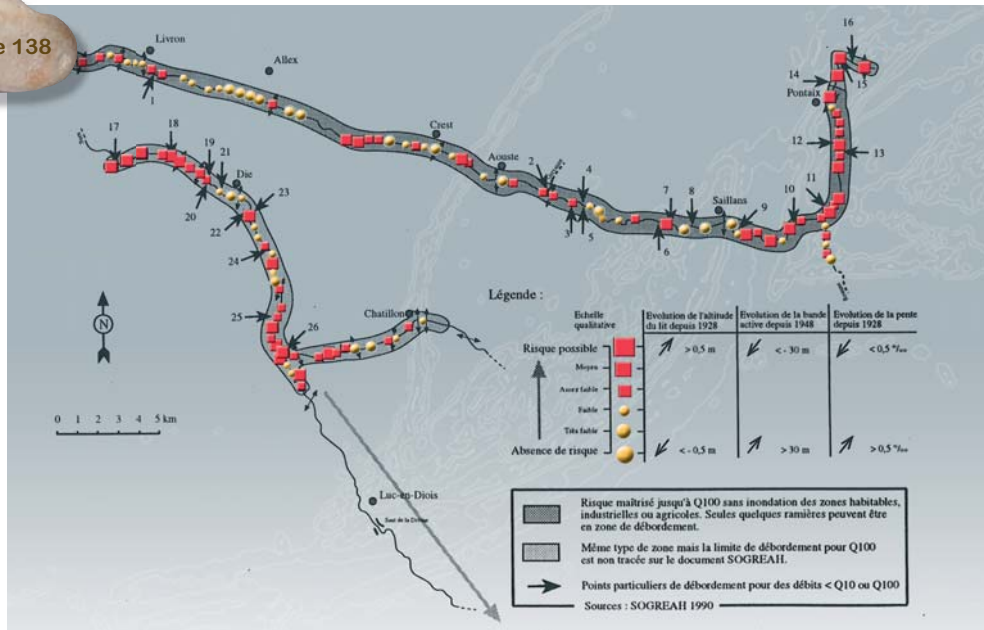 e 138
Livron
Allex
Crest
Aouste
Saillans
Pontaix
Die
Chatillon
Luc-en-Diois
Saut de la Drôme
1
2
3
4
5
6
7
8
9
10
11
12
13
14
15
16
17
18
19
20
21
22
23
24
25
26
N
0 1 2 3 4 5 km
Légende :
Echelle qualitative
Risque possible
Moyen
Assez faible
Faible
Très faible
Absence de risque
Evolution de l'altitude du lit depuis 1928
> 0,5 m
< - 0,5 m
Evolution de la bande active depuis 1948
< - 30 m
> 30 m
Evolution de la pente depuis 1928
< 0,5 °/°°
> 0,5 °/°°
Risque maîtrisé jusqu'à Q100 sans inondation des zones habitables,
industrielles ou agricoles. Seules quelques ramières peuvent être
en zone de débordement.
Même type de zone mais la limite de débordement pour Q100
est non tracée sur le document SOGREAH.
Points particuliers de débordement pour des débits < Q10 ou Q100
Sources : SOGREAH 1990